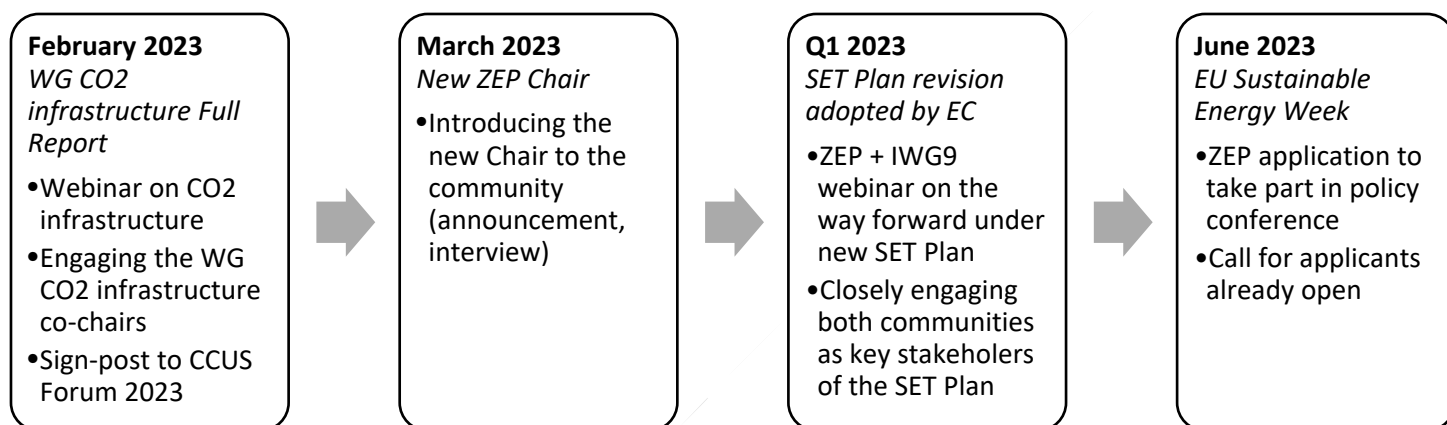 February 2023
WG CO2
infrastructure Full
Report
•Webinar on CO2
infrastructure
•Engaging the WG
CO2 infrastructure
co-chairs
•Sign-post to CCUS
Forum 2023
March 2023
New ZEP Chair
•Introducing the
new Chair to the
community
(announcement,
interview)
Q1 2023
SET Plan revision
adopted by EC
•ZEP + IWG9
webinar on the
way forward under
new SET Plan
•Closely engaging
both communities
as key stakeholers
of the SET Plan
June 2023
EU Sustainable
Energy Week
•ZEP application to
take part in policy
conference
•Call for applicants
already open